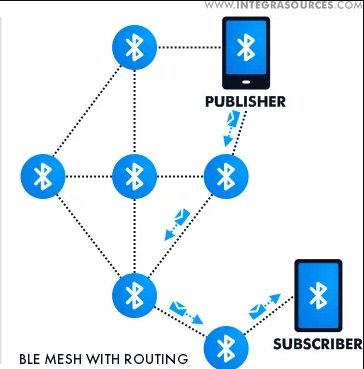 WWW.INTEGRASOURCES.COM
PUBLISHER
SUBSCRIBER
BLE MESH WITH ROUTING